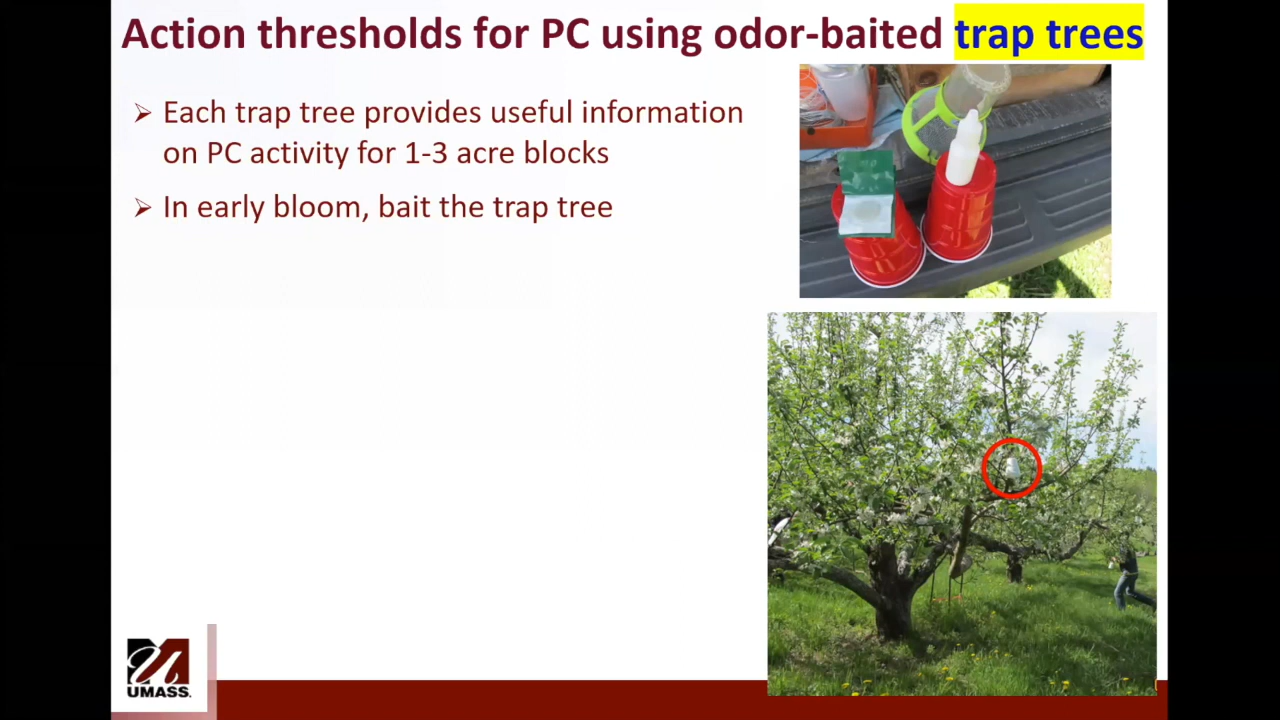 Action thresholds for PC using odor-baited trap trees
Each trap tree provides useful information
on PC activity for 1-3 acre blocks
In early bloom, bait the trap tree
UMASS.